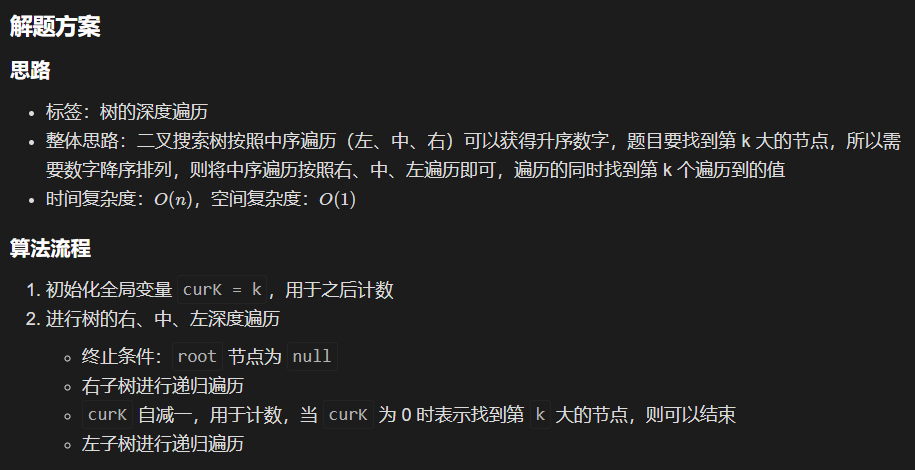 解题方案
思路
• 标签：树的深度遍历
• 整体思路：二叉搜索树按照中序遍历（左、中、右）可以获得升序数字，题目要找到第 k 大的节点，所以需
要数字降序排列，则将中序遍历按照右、中、左遍历即可，遍历的同时找到第 k 个遍历到的值
• 时间复杂度：O(n)，空间复杂度：O(1)
算法流程
1. 初始化全局变量 curK = k，用于之后计数
2. 进行树的右、中、左深度遍历
◦ 终止条件：root 节点为 null
◦ 右子树进行递归遍历
◦ curK 自减一，用于计数，当 curK 为 0 时表示找到第 k 大的节点，则可以结束
◦ 左子树进行递归遍历